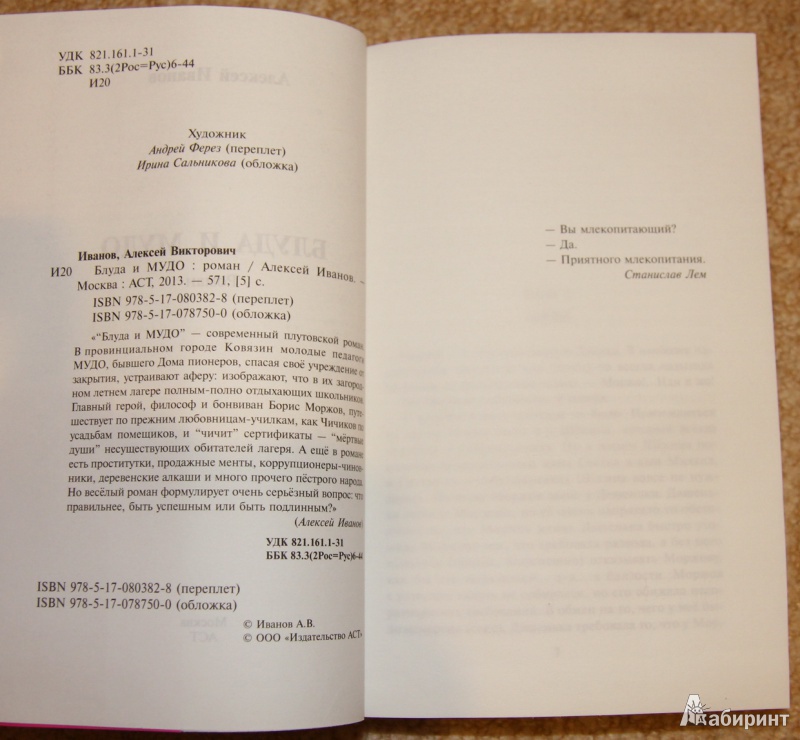 УДК 821.161.1-31
ББК 83.3(2Рос=Рус)6-44
И20
Художник
Андрей Ферез (переплет)
Ирина Сальникова (обложка)
Иванов, Алексей Викторович
И20 Блуда и МУДО : роман / Алексей Иванов. –
Москва : АСТ, 2013. — 571, [5] с.
ISBN 978-5-17-080382-8 (переплет)
ISBN 978-5-17-078750-0 (обложка)
«“Блуда и МУДО” — современный плутовской роман.
В провинциальном городе Ковязин молодые педагоги
МУДО, бывшего Дома пионеров, спасая своё учреждение от
закрытия, устраивают аферу: изображают, что в их загород-
ном летнем лагере полным-полно отдыхающих школьников.
Главный герой, философ и бонвиван Борис Моржов, путе-
шествует по прежним любовницам-училкам, как Чичиков по
усадьбам помещиков, и “чичит” сертификаты — “мёртвые
души” несуществующих обитателей лагеря. А ещё в романе
есть проститутки, продажные менты, коррупционеры-чинов-
ники, деревенские алкаши и много прочего пёстрого народа.
Но весёлый роман формулирует очень серьёзный вопрос: что
правильнее, быть успешным или быть подлинным?»
(Алексей Иванов)
УДК 821.161.1-31
ББК 83.3(2Рос=Рус)6-44
ISBN 978-5-17-080382-8 (переплет)
ISBN 978-5-17-078750-0 (обложка)
© Иванов А.В.
© ООО «Издательство АСТ»
— Вы млекопитающий?
— Да.
— Приятного млекопитания.
Станислав Лем
Лабиринт